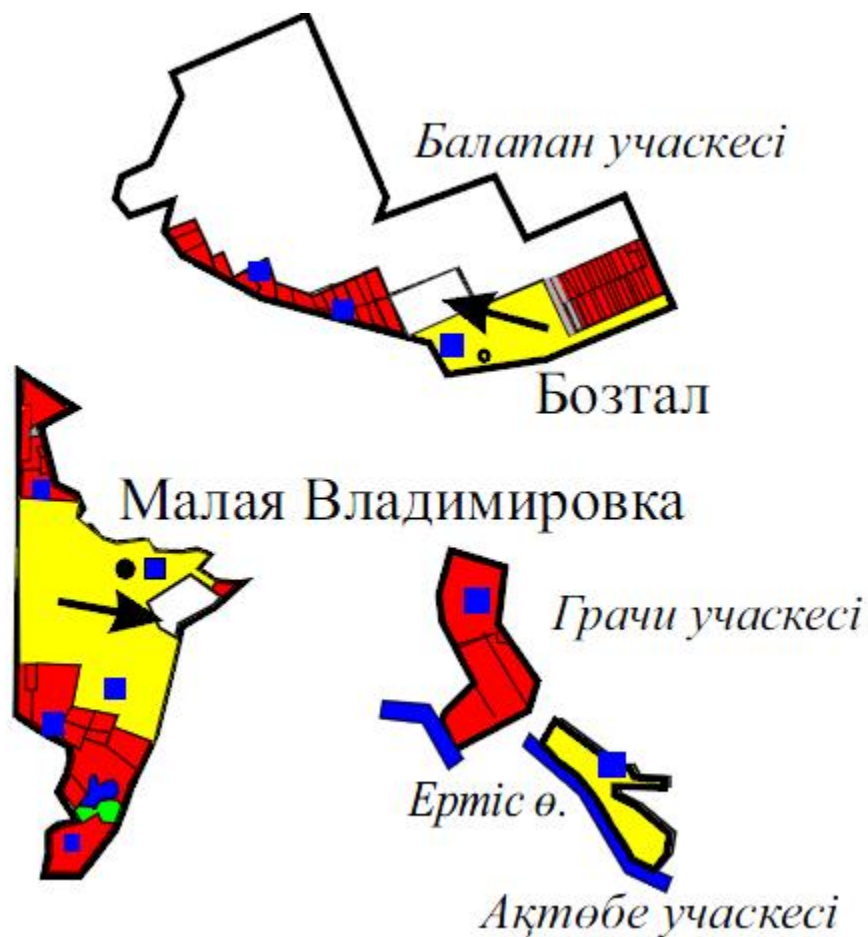 Балапан учаскесі
Бозтал
Малая Владимировка
Грачи учаскесі
Ертіс ө.
Ақтөбе учаскесі